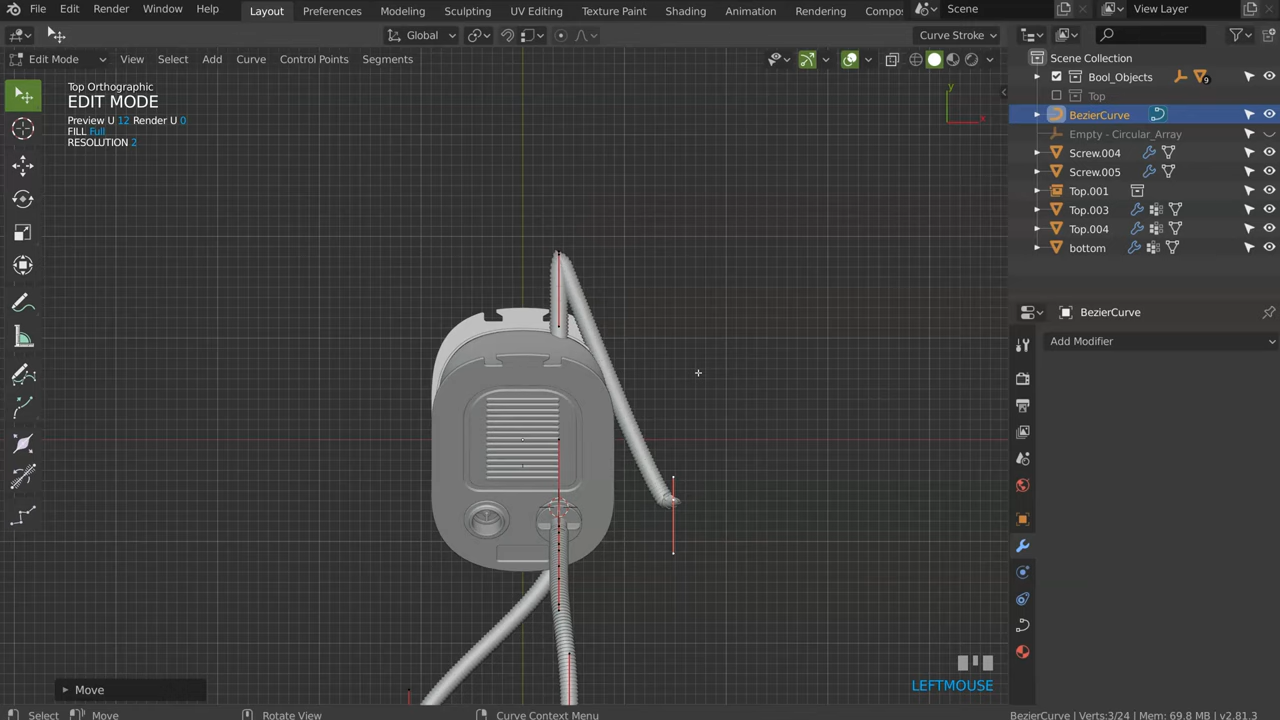 File Edit Render Window Help Layout Preferences Modeling Sculpting UV Editing Texture Paint Shading Animation Rendering Compo Scene View Layer
Global Curve Stroke
Edit Mode View Select Add Curve Control Points Segments
Scene Collection
Bool_Objects 9
Top
BezierCurve
Empty - Circular_Array
Screw.004
Screw.005
Top.001
Top.003
Top.004
bottom
Top Orthographic
EDIT MODE
Preview U 12 Render U 0
FILL Full
RESOLUTION 2
y
x
BezierCurve
Add Modifier
LEFTMOUSE
Move
Select Move Rotate View Curve Context Menu BezierCurve | Verts:3/24 | Mem: 69.8 MB | v2.81.3